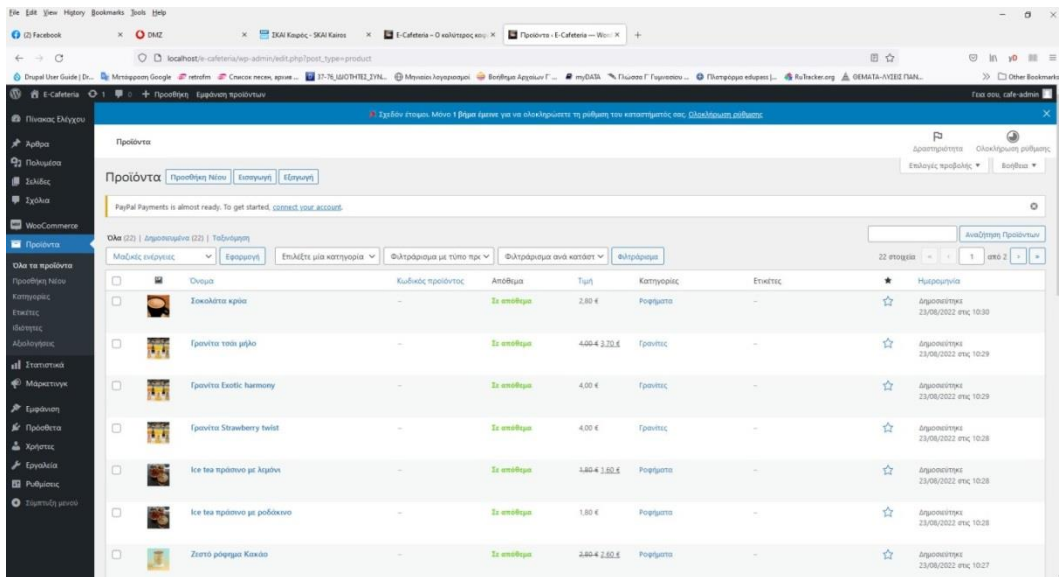 File Edit View History Bookmarks Tools Help
(2) Facebook
DMZ
ΣΚΑΙ Καιρός - SKAI Kairos
E-Cafeteria – Ο καλύτερος καφ
Προϊόντα ‹ E-Cafeteria — Word
localhost/e-cafeteria/wp-admin/edit.php?post_type=product
Drupal User Guide | Dr...
Μετάφραση Google
retrofm
myDATA
RuTracker.org
Other Bookmarks
E-Cafeteria 1 0 + Προσθήκη Εμφάνιση προϊόντων
Γεια σου, cafe-admin
Σχεδόν έτοιμοι. Μόνο 1 βήμα έμεινε για να ολοκληρώσετε τη ρύθμιση του καταστήματός σας. Ολοκλήρωση ρύθμισης
Πίνακας Ελέγχου
Άρθρα
Πολυμέσα
Σελίδες
Σχόλια
WooCommerce
Προϊόντα
Όλα τα προϊόντα
Προσθήκη Νέου
Κατηγορίες
Ετικέτες
Ιδιότητες
Αξιολογήσεις
Στατιστικά
Μάρκετινγκ
Εμφάνιση
Πρόσθετα
Χρήστες
Εργαλεία
Ρυθμίσεις
Σύμπτυξη μενού
Προϊόντα
Δραστηριότητα
Ολοκλήρωση ρύθμισης
Επιλογές προβολής
Βοήθεια
Προϊόντα Προσθήκη Νέου Εισαγωγή Εξαγωγή
PayPal Payments is almost ready. To get started, connect your account.
Όλα (22) | Δημοσιευμένα (22) | Ταξινόμηση
Αναζήτηση Προϊόντων
Μαζικές ενέργειες Εφαρμογή Επιλέξτε μία κατηγορία Φιλτράρισμα με τύπο προ Φιλτράρισμα ανά κατάστ Φιλτράρισμα
22 στοιχεία « ‹ 1 από 2 › »
Όνομα Κωδικός προϊόντος Απόθεμα Τιμή Κατηγορίες Ετικέτες Ημερομηνία
Σοκολάτα κρύα – Σε απόθεμα 2,80 € Ροφήματα – Δημοσιεύτηκε
23/08/2022 στις 10:30
Γρανίτα τσάι μήλο – Σε απόθεμα 4,00 € 3,70 € Γρανίτες – Δημοσιεύτηκε
23/08/2022 στις 10:29
Γρανίτα Exotic harmony – Σε απόθεμα 4,00 € Γρανίτες – Δημοσιεύτηκε
23/08/2022 στις 10:29
Γρανίτα Strawberry twist – Σε απόθεμα 4,00 € Γρανίτες – Δημοσιεύτηκε
23/08/2022 στις 10:28
Ice tea πράσινο με λεμόνι – Σε απόθεμα 1,80 € 1,60 € Ροφήματα – Δημοσιεύτηκε
23/08/2022 στις 10:28
Ice tea πράσινο με ροδάκινο – Σε απόθεμα 1,80 € Ροφήματα – Δημοσιεύτηκε
23/08/2022 στις 10:28
Ζεστό ρόφημα Κακάο – Σε απόθεμα 2,80 € 2,60 € Ροφήματα – Δημοσιεύτηκε
23/08/2022 στις 10:27